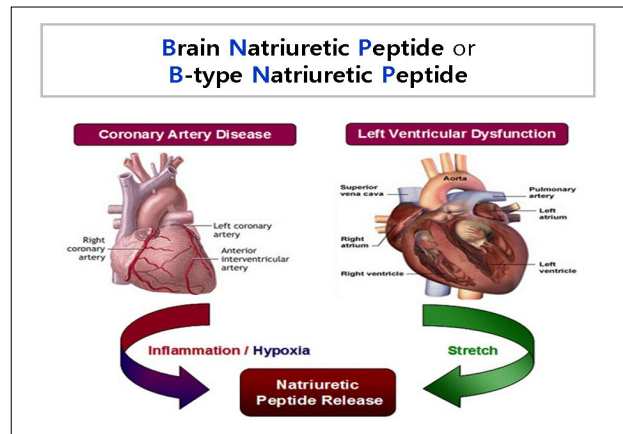 Brain Natriuretic Peptide or
B-type Natriuretic Peptide
Coronary Artery Disease
Left Ventricular Dysfunction
Right
coronary
artery
Left coronary
artery
Anterior
interventricular
artery
Aorta
Superior
vena cava
Pulmonary
artery
Left
atrium
Right
atrium
Right ventricle
Left
ventricle
Inflammation / Hypoxia
Stretch
Natriuretic
Peptide Release